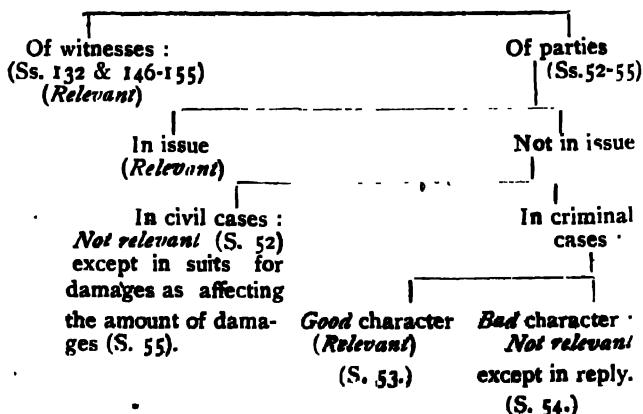 Of witnesses :
(Ss. 132 & 146-155)
(Relevant)
Of parties
(Ss.52-55)
In issue
(Relevant)
Not in issue
In civil cases :
Not relevant (S. 52)
except in suits for
damages as affecting
the amount of dama-
ges (S. 55).
In criminal
cases
Good character
(Relevant)
(S. 53.)
Bad character
Not relevant
except in reply.
(S. 54.)